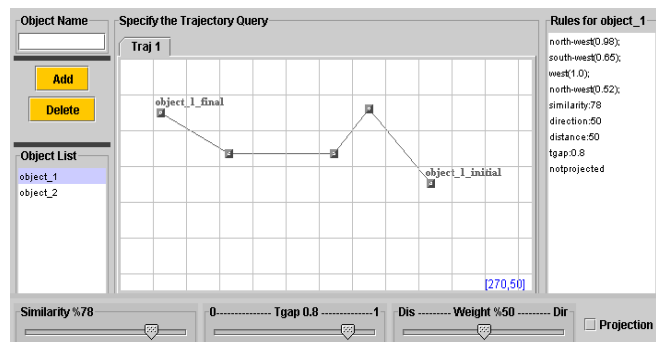 Object Name
Add
Delete
Object List
object_1
object_2
Specify the Trajectory Query
Traj 1
object_1_final
object_1_initial
[270,50]
Rules for object_1
north-west(0.98);
south-west(0.65);
west(1.0);
north-west(0.52);
similarity:78
direction:50
distance:50
tgap:0.8
notprojected
Similarity %78
0-------------- Tgap 0.8 -------------1
Dis --------- Weight %50 --------- Dir
Projection